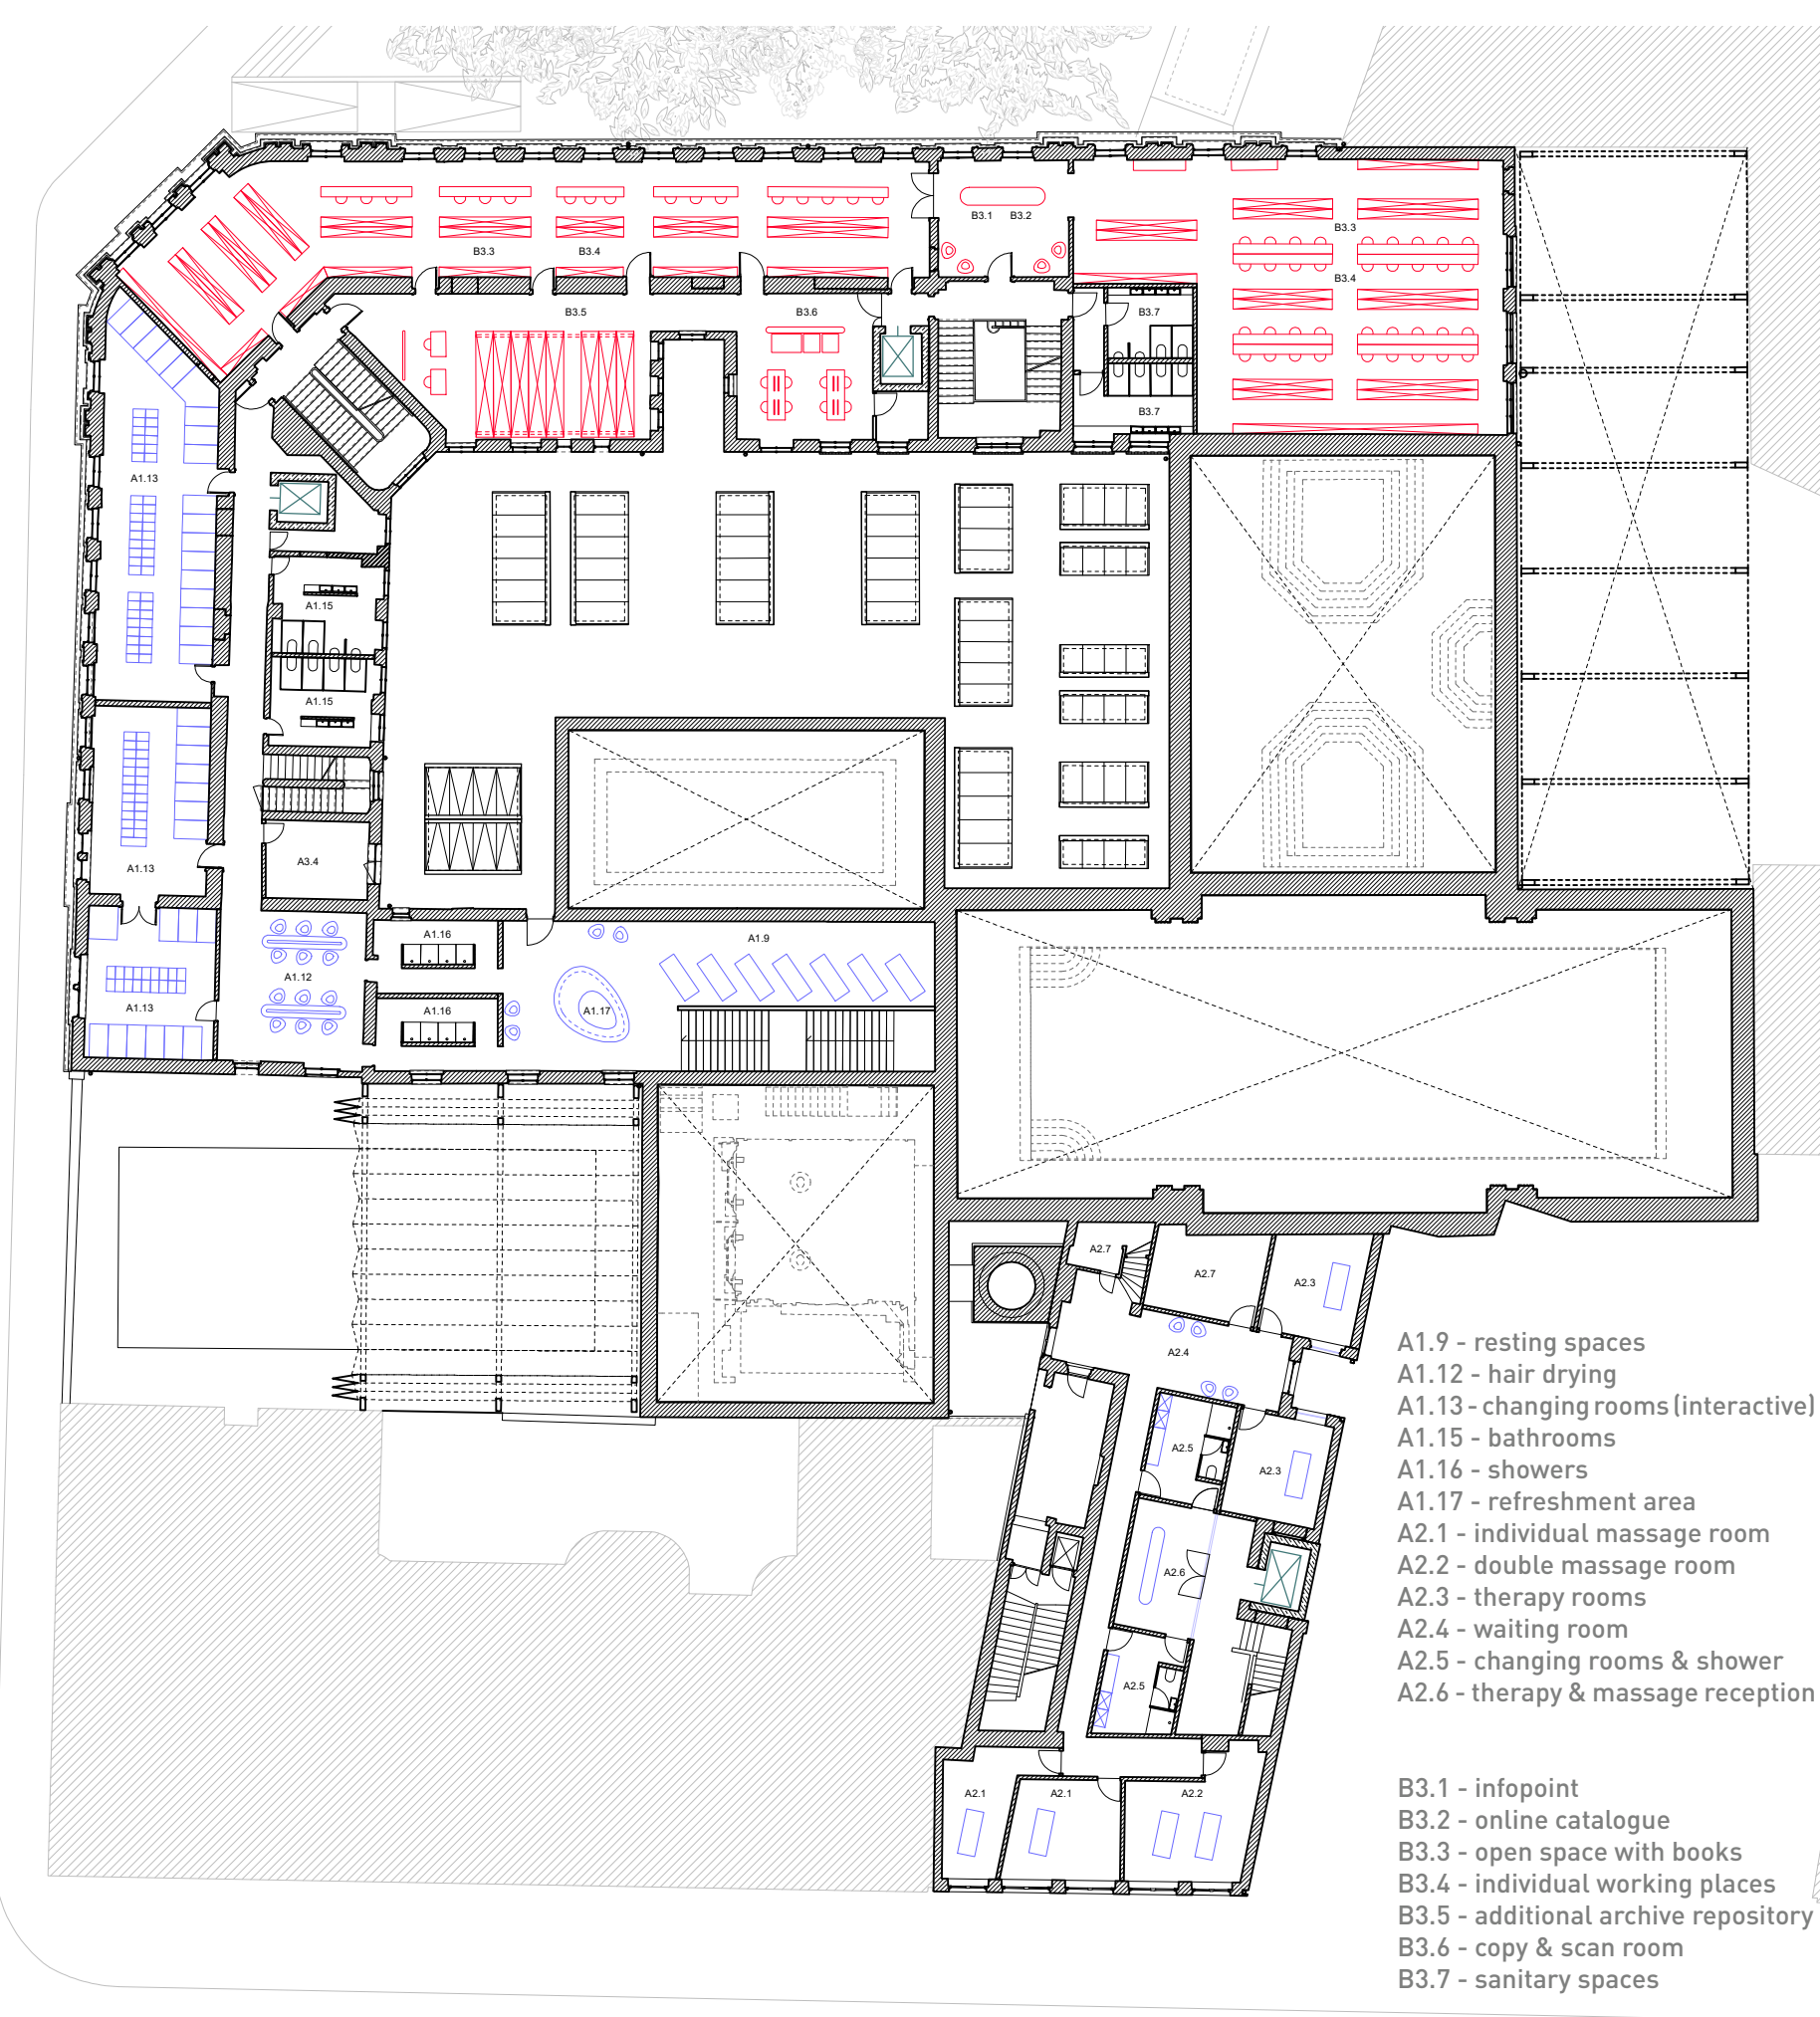 B3.1 B3.2
B3.3
B3.3 B3.4
B3.4
B3.5 B3.6 B3.7
B3.7
A1.13
A1.15
A1.15
A3.4
A1.13
A1.16 A1.9
A1.12
A1.13 A1.16 A1.17
A2.7
A2.7 A2.3
A2.4
A2.5
A2.3
A2.6
A2.5
A2.1 A2.1 A2.2
A1.9 - resting spaces
A1.12 - hair drying
A1.13 - changing rooms (interactive)
A1.15 - bathrooms
A1.16 - showers
A1.17 - refreshment area
A2.1 - individual massage room
A2.2 - double massage room
A2.3 - therapy rooms
A2.4 - waiting room
A2.5 - changing rooms & shower
A2.6 - therapy & massage reception
B3.1 - infopoint
B3.2 - online catalogue
B3.3 - open space with books
B3.4 - individual working places
B3.5 - additional archive repository
B3.6 - copy & scan room
B3.7 - sanitary spaces